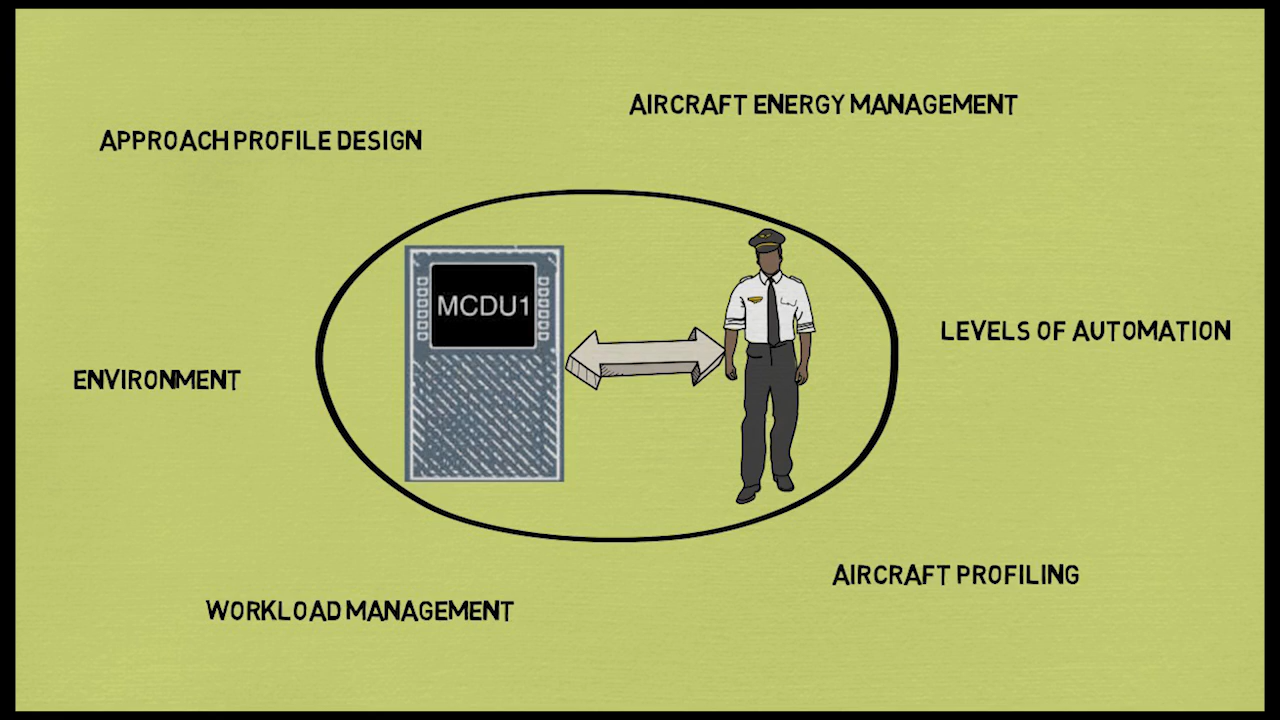 AIRCRAFT ENERGY MANAGEMENT
APPROACH PROFILE DESIGN
MCDU1
LEVELS OF AUTOMATION
ENVIRONMENT
AIRCRAFT PROFILING
WORKLOAD MANAGEMENT